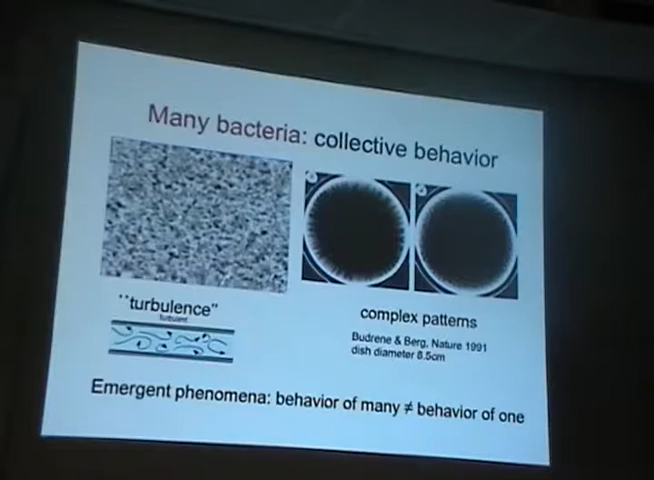 Many bacteria: collective behavior
``turbulence"
turbulent
complex patterns
Budrene & Berg, Nature 1991
dish diameter 8.5cm
Emergent phenomena: behavior of many ≠ behavior of one